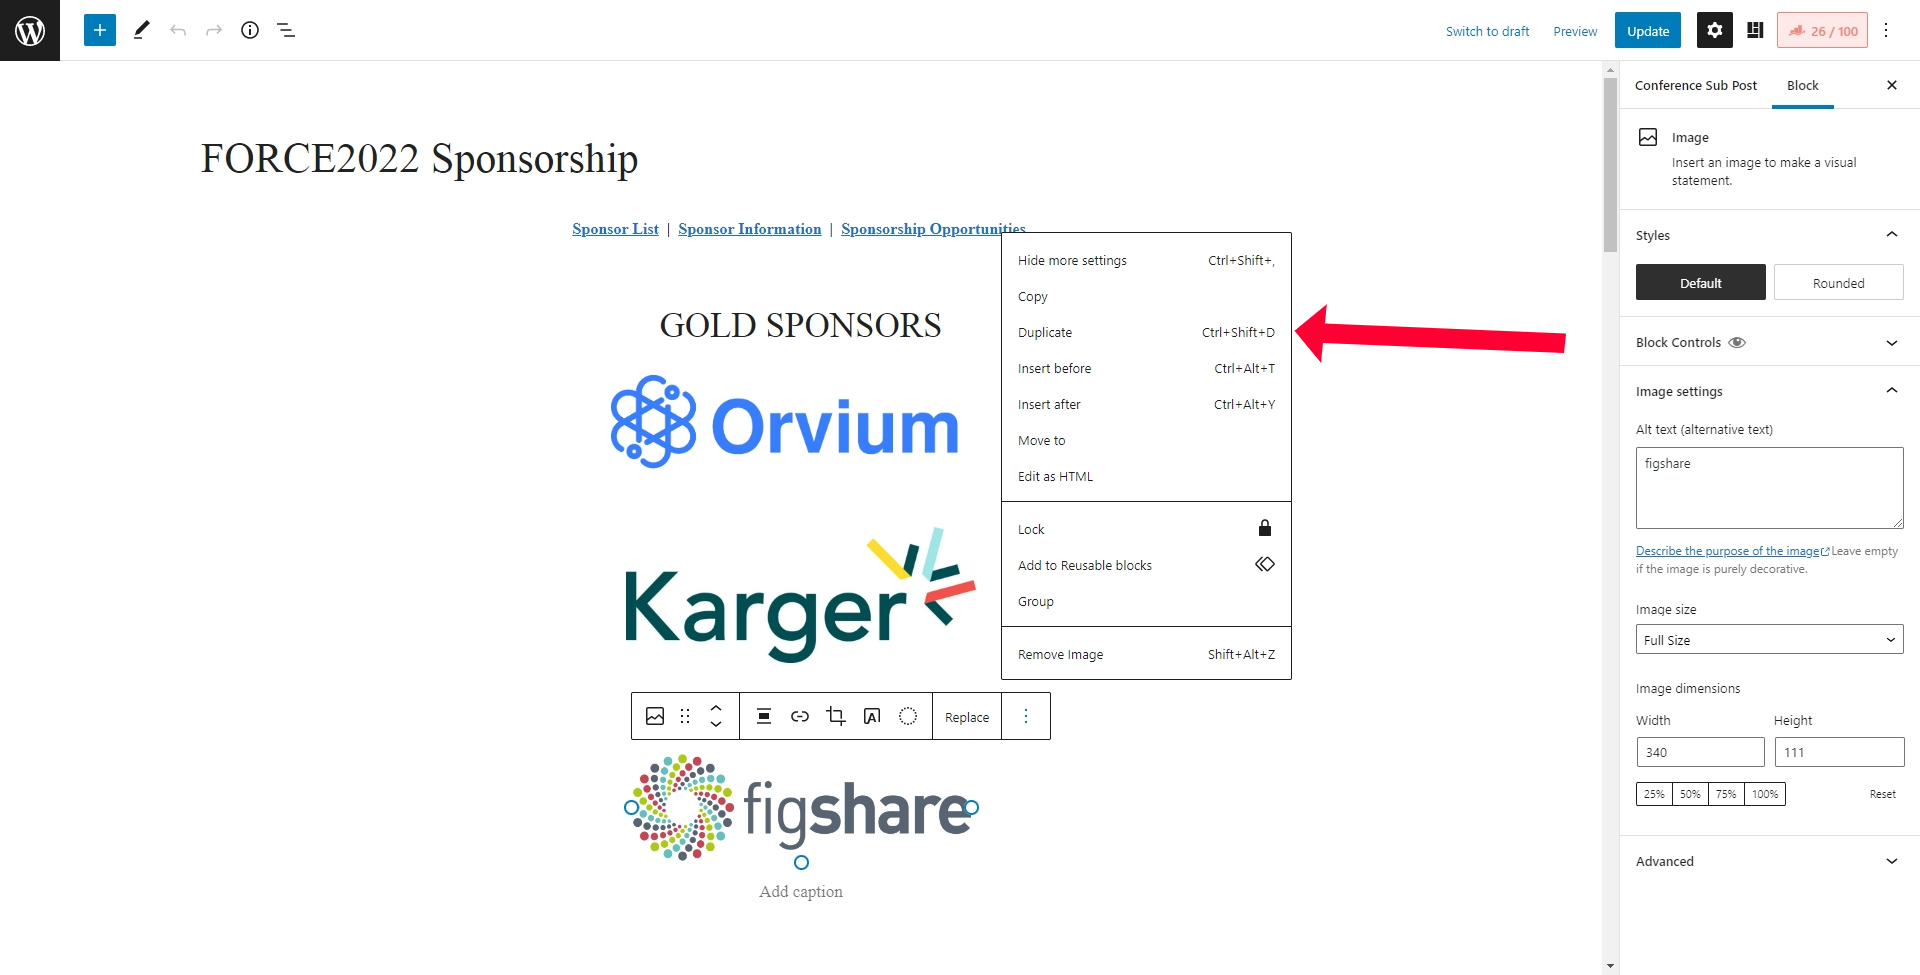 Switch to draft
Preview
Update
26 / 100
Conference Sub Post
Block
Image
Insert an image to make a visual
statement.
FORCE2022 Sponsorship
Sponsor List | Sponsor Information | Sponsorship Opportunities
Styles
Default
Rounded
Hide more settings Ctrl+Shift+,
Copy
Duplicate Ctrl+Shift+D
Insert before Ctrl+Alt+T
Insert after Ctrl+Alt+Y
Move to
Edit as HTML
Lock
Add to Reusable blocks
Group
Remove Image Shift+Alt+Z
GOLD SPONSORS
Orvium
Karger
Replace
figshare
Add caption
Block Controls
Image settings
Alt text (alternative text)
figshare
Describe the purpose of the image Leave empty
if the image is purely decorative.
Image size
Full Size
Image dimensions
Width Height
340 111
25% 50% 75% 100% Reset
Advanced